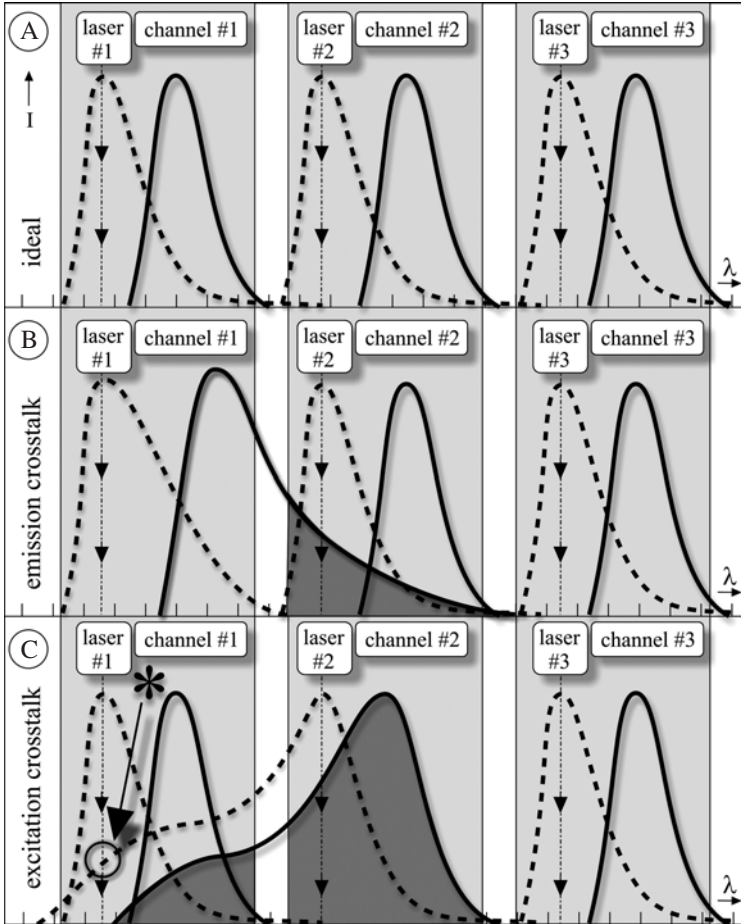 A
laser
#1
channel #1
laser
#2
channel #2
laser
#3
channel #3
I
ideal
λ
B
laser
#1
channel #1
laser
#2
channel #2
laser
#3
channel #3
emission crosstalk
λ
C
laser
#1
channel #1
laser
#2
channel #2
laser
#3
channel #3
*
excitation crosstalk
λ